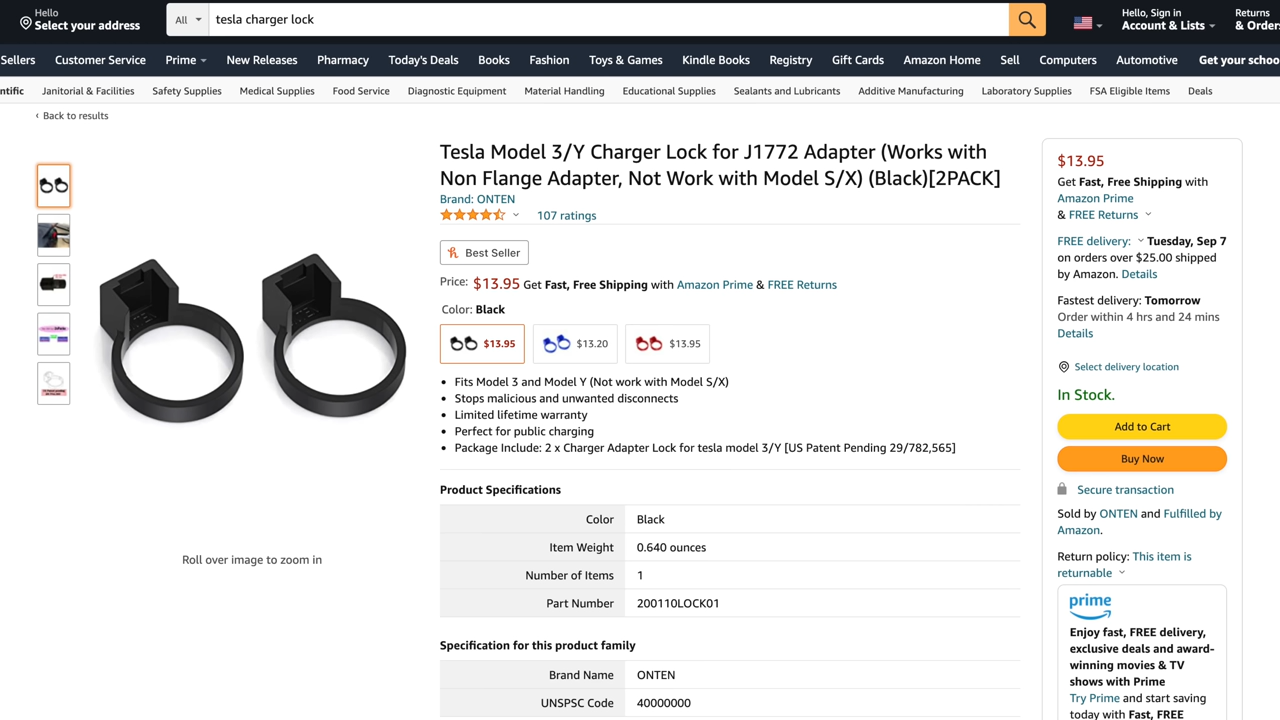 Hello
Select your address
All
tesla charger lock
Hello, Sign in
Account & Lists
Returns
& Order
Sellers
Customer Service
Prime
New Releases
Pharmacy
Today's Deals
Books
Fashion
Toys & Games
Kindle Books
Registry
Gift Cards
Amazon Home
Sell
Computers
Automotive
Get your schoo
ntific
Janitorial & Facilities
Safety Supplies
Medical Supplies
Food Service
Diagnostic Equipment
Material Handling
Educational Supplies
Sealants and Lubricants
Additive Manufacturing
Laboratory Supplies
FSA Eligible Items
Deals
‹ Back to results
Roll over image to zoom in
Tesla Model 3/Y Charger Lock for J1772 Adapter (Works with
Non Flange Adapter, Not Work with Model S/X) (Black)[2PACK]
Brand: ONTEN
107 ratings
Best Seller
Price: $13.95 Get Fast, Free Shipping with Amazon Prime & FREE Returns
Color: Black
$13.95
$13.20
$13.95
Fits Model 3 and Model Y (Not work with Model S/X)
Stops malicious and unwanted disconnects
Limited lifetime warranty
Perfect for public charging
Package Include: 2 x Charger Adapter Lock for tesla model 3/Y [US Patent Pending 29/782,565]
Product Specifications
Color Black
Item Weight 0.640 ounces
Number of Items 1
Part Number 200110LOCK01
Specification for this product family
Brand Name ONTEN
UNSPSC Code 40000000
$13.95
Get Fast, Free Shipping with
Amazon Prime
& FREE Returns
FREE delivery: Tuesday, Sep 7
on orders over $25.00 shipped
by Amazon. Details
Fastest delivery: Tomorrow
Order within 4 hrs and 24 mins
Details
Select delivery location
In Stock.
Add to Cart
Buy Now
Secure transaction
Sold by ONTEN and Fulfilled by
Amazon.
Return policy: This item is
returnable
prime
Enjoy fast, FREE delivery,
exclusive deals and award-
winning movies & TV
shows with Prime
Try Prime and start saving
today with Fast, FREE